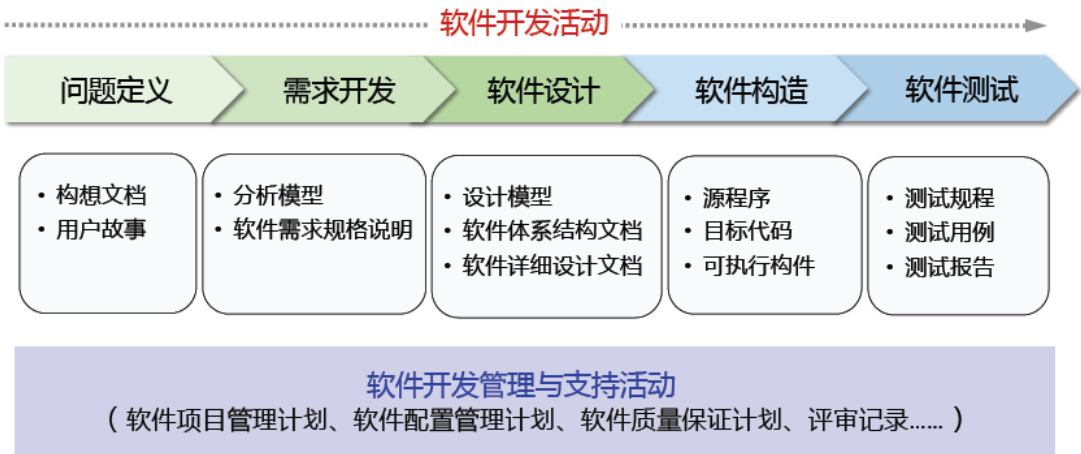 软件开发活动
问题定义
需求开发
软件设计
软件构造
软件测试
• 构想文档
• 用户故事
• 分析模型
• 软件需求规格说明
• 设计模型
• 软件体系结构文档
• 软件详细设计文档
• 源程序
• 目标代码
• 可执行构件
• 测试规程
• 测试用例
• 测试报告
软件开发管理与支持活动
（软件项目管理计划、软件配置管理计划、软件质量保证计划、评审记录……）